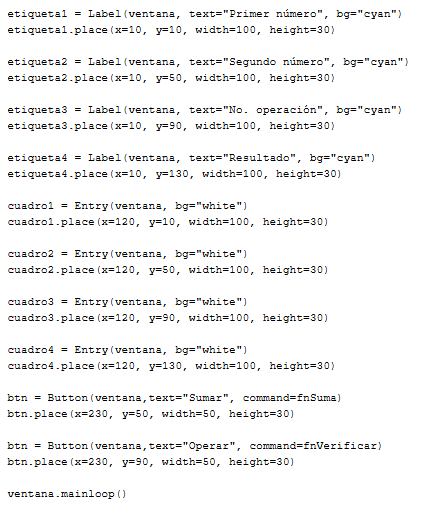 etiqueta1 = Label(ventana, text="Primer número", bg="cyan")
etiqueta1.place(x=10, y=10, width=100, height=30)
etiqueta2 = Label(ventana, text="Segundo número", bg="cyan")
etiqueta2.place(x=10, y=50, width=100, height=30)
etiqueta3 = Label(ventana, text="No. operación", bg="cyan")
etiqueta3.place(x=10, y=90, width=100, height=30)
etiqueta4 = Label(ventana, text="Resultado", bg="cyan")
etiqueta4.place(x=10, y=130, width=100, height=30)
cuadro1 = Entry(ventana, bg="white")
cuadro1.place(x=120, y=10, width=100, height=30)
cuadro2 = Entry(ventana, bg="white")
cuadro2.place(x=120, y=50, width=100, height=30)
cuadro3 = Entry(ventana, bg="white")
cuadro3.place(x=120, y=90, width=100, height=30)
cuadro4 = Entry(ventana, bg="white")
cuadro4.place(x=120, y=130, width=100, height=30)
btn = Button(ventana,text="Sumar", command=fnSuma)
btn.place(x=230, y=50, width=50, height=30)
btn = Button(ventana,text="Operar", command=fnVerificar)
btn.place(x=230, y=90, width=50, height=30)
ventana.mainloop()